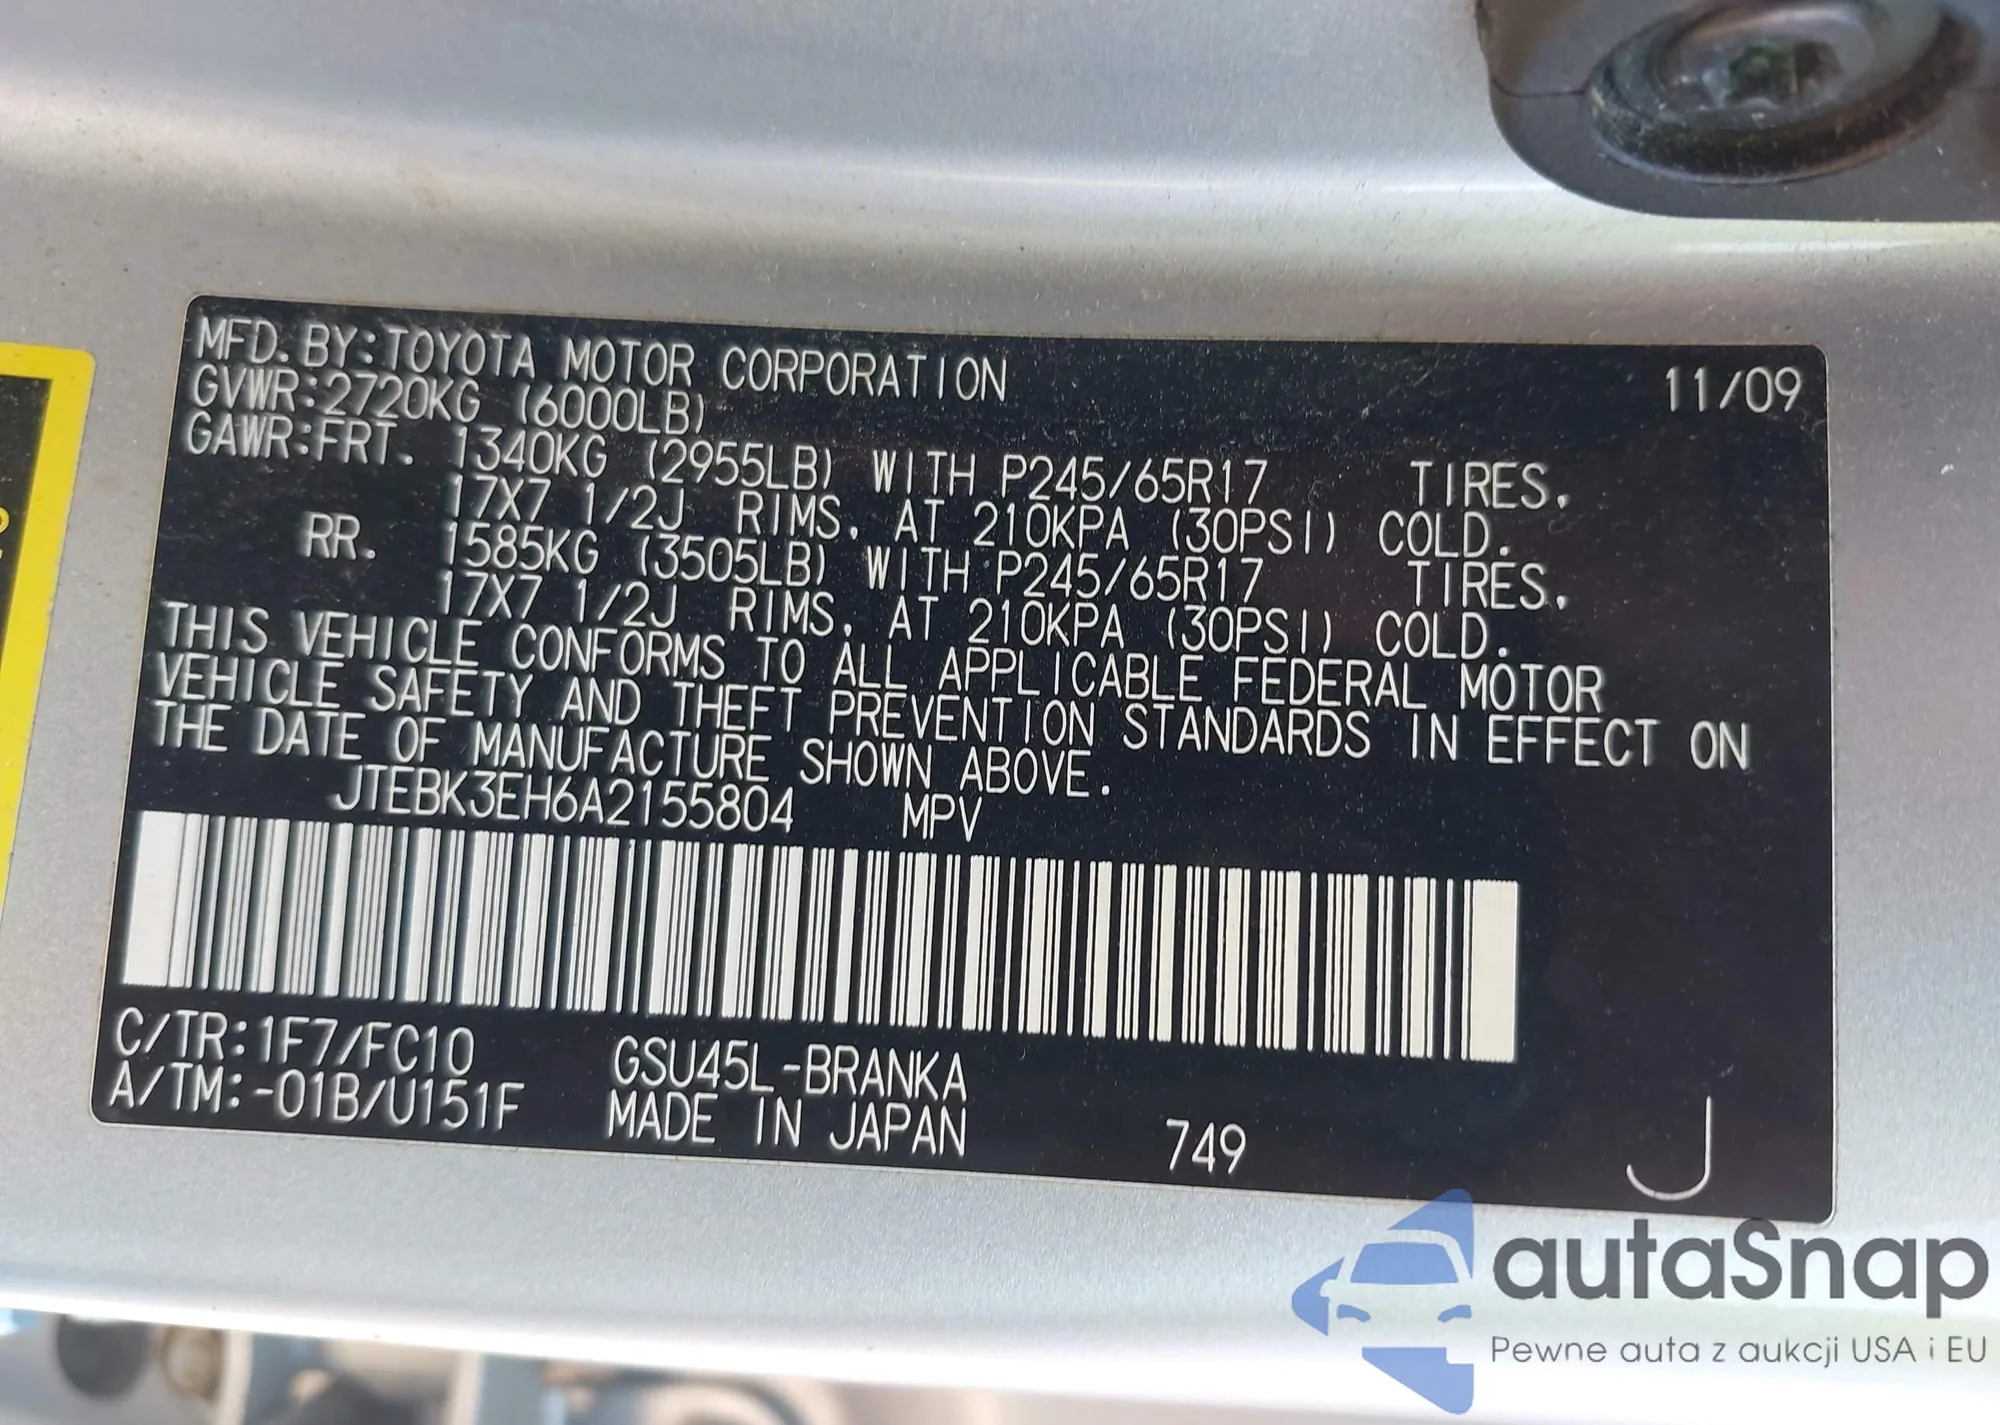 MFD.BY:TOYOTA MOTOR CORPORATION 11/09
GVWR:2720KG (6000LB)
GAWR:FRT. 1340KG (2955LB) WITH P245/65R17 TIRES,
17X7 1/2J RIMS, AT 210KPA (30PSI) COLD.
RR. 1585KG (3505LB) WITH P245/65R17 TIRES,
17X7 1/2J RIMS, AT 210KPA (30PSI) COLD.
THIS VEHICLE CONFORMS TO ALL APPLICABLE FEDERAL MOTOR
VEHICLE SAFETY AND THEFT PREVENTION STANDARDS IN EFFECT ON
THE DATE OF MANUFACTURE SHOWN ABOVE.
JTEBK3EH6A2155804 MPV
C/TR:1F7/FC10 GSU45L-BRANKA
A/TM:-01B/U151F MADE IN JAPAN 749 J
autaSnap
Pewne auta z aukcji USA i EU